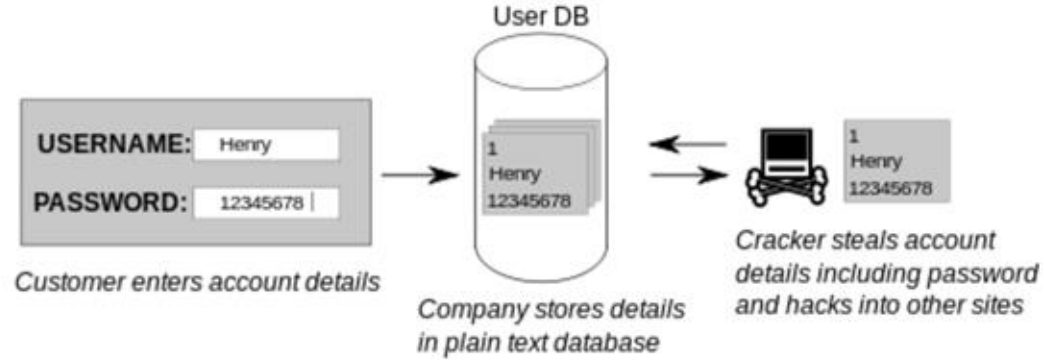 User DB
USERNAME: Henry
PASSWORD: 12345678
Customer enters account details
1
Henry
12345678
Company stores details
in plain text database
1
Henry
12345678
Cracker steals account
details including password
and hacks into other sites